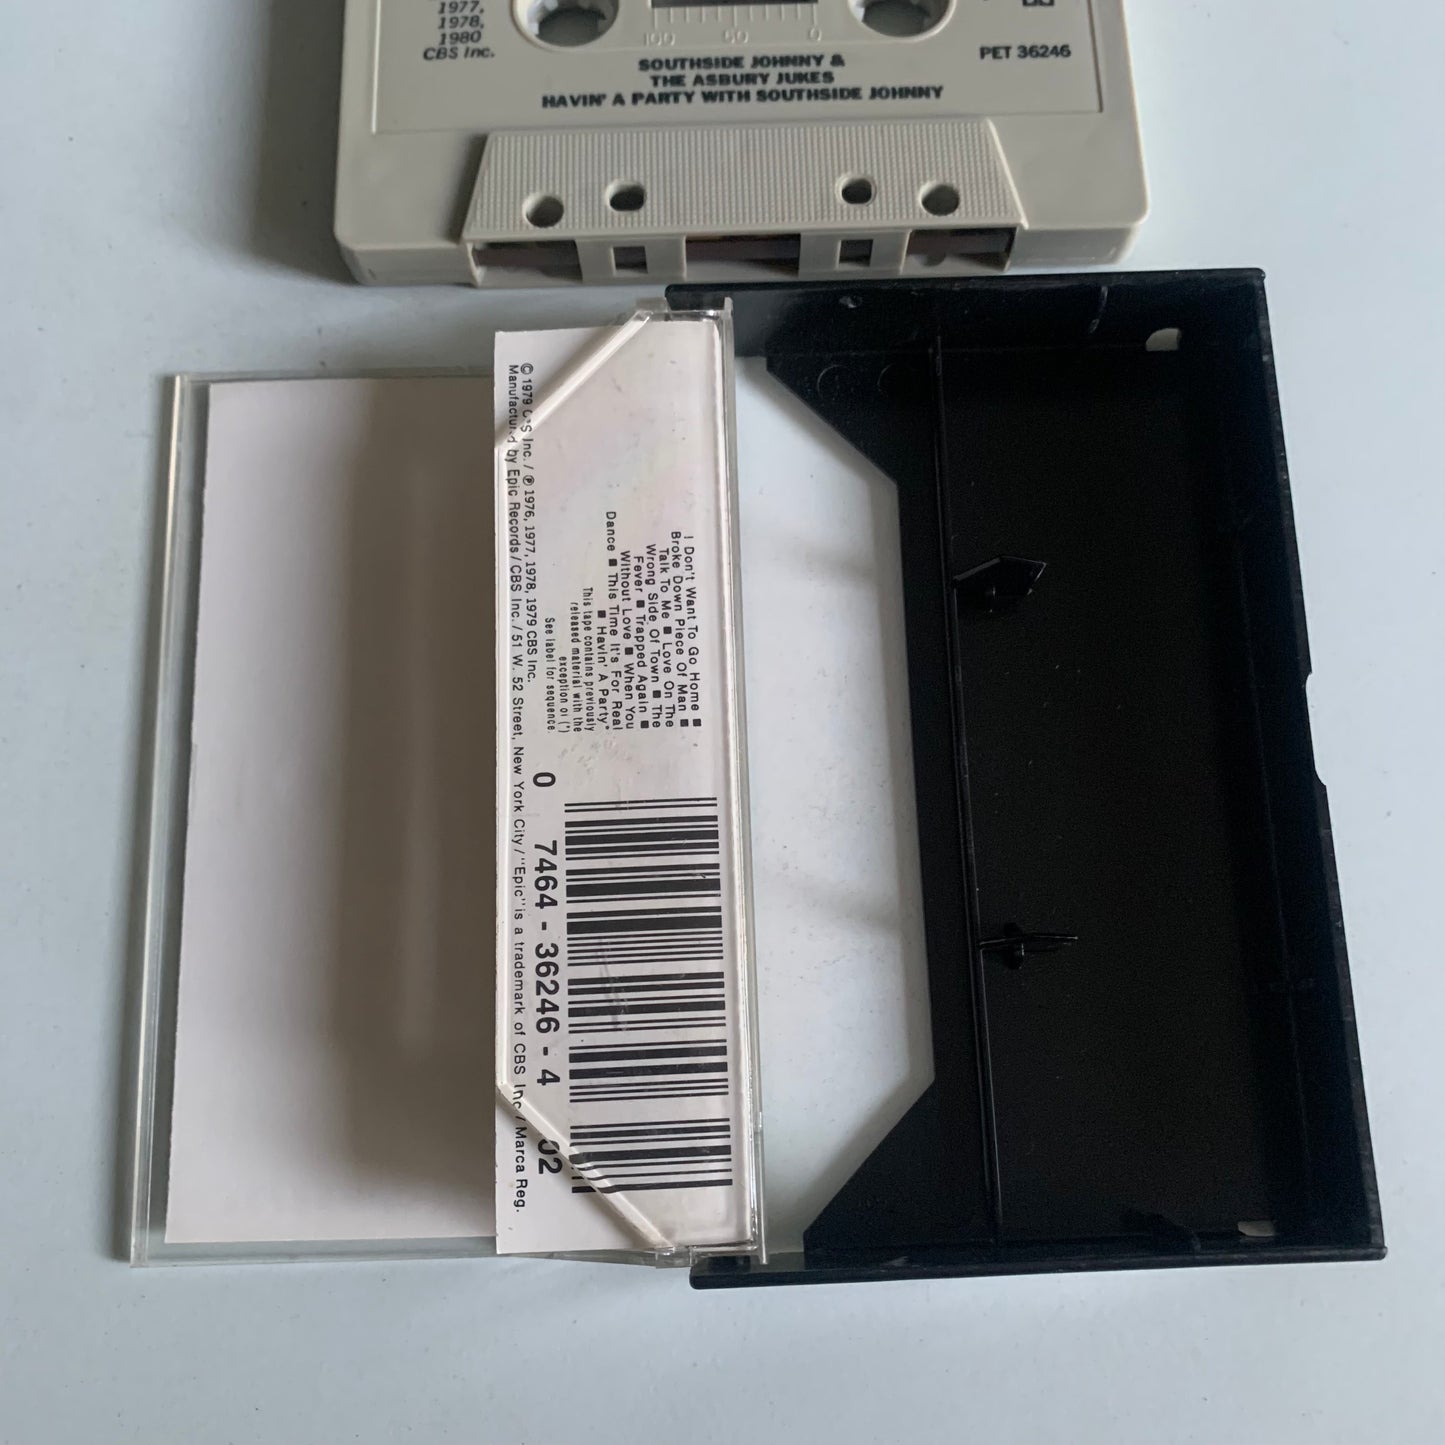 1977,
1978,
1980
CBS Inc.
100 50 0
PET 36246
SOUTHSIDE JOHNNY &
THE ASBURY JUKES
HAVIN' A PARTY WITH SOUTHSIDE JOHNNY
I Don't Want To Go Home ■
Broke Down Piece Of Man ■
Talk To Me ■ Love On The
Wrong Side Of Town ■ The
Fever ■ Trapped Again ■
Without Love ■ When You
Dance ■ This Time It's For Real
■ Havin' A Party*
This tape contains previously
released material with the
exception of (*)
See label for sequence.
0 7464 - 36246 - 4 02
© 1979 CBS Inc. / ℗ 1976, 1977, 1978, 1979 CBS Inc.
Manufactured by Epic Records / CBS Inc. / 51 W. 52 Street, New York City / "Epic" is a trademark of CBS Inc. / Marca Reg.